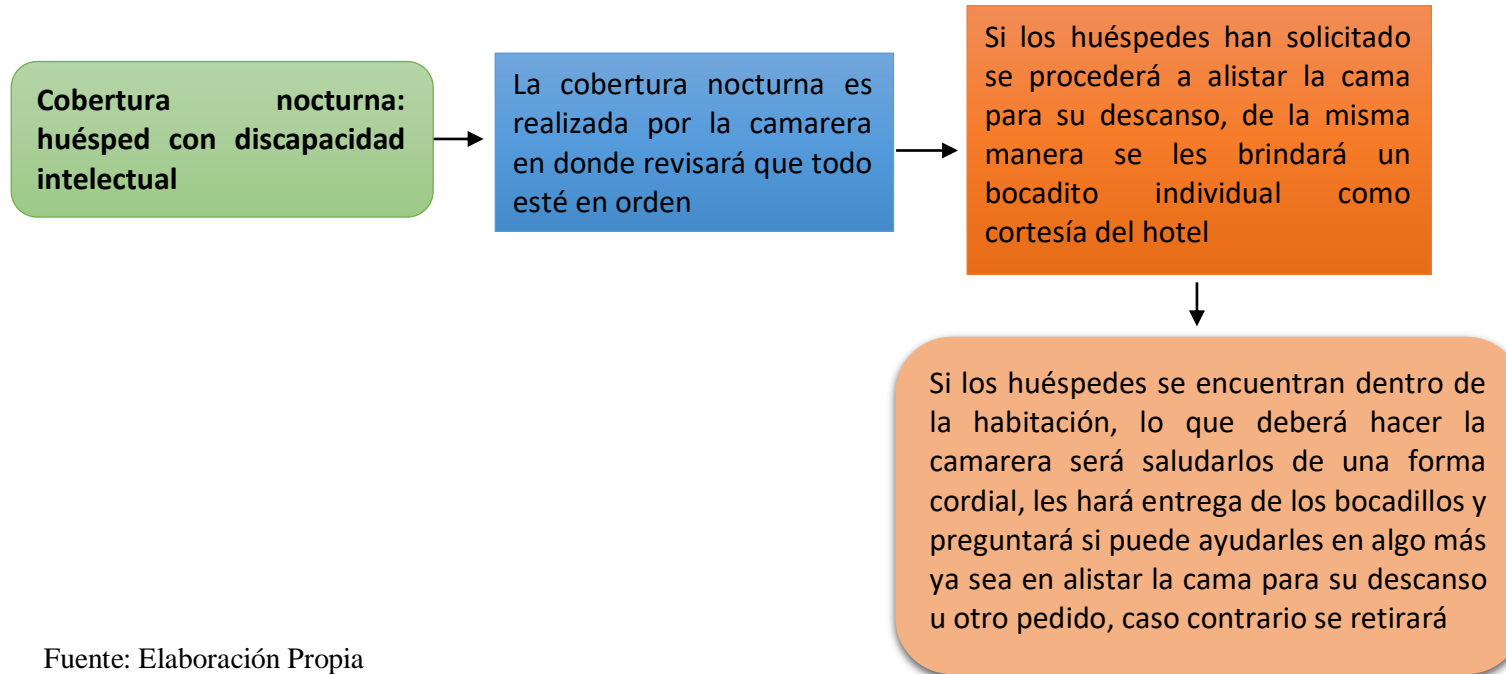 Cobertura nocturna:
huésped con discapacidad
intelectual
La cobertura nocturna es
realizada por la camarera
en donde revisará que todo
esté en orden
Si los huéspedes han solicitado
se procederá a alistar la cama
para su descanso, de la misma
manera se les brindará un
bocadito individual como
cortesía del hotel
Si los huéspedes se encuentran dentro de
la habitación, lo que deberá hacer la
camarera será saludarlos de una forma
cordial, les hará entrega de los bocadillos y
preguntará si puede ayudarles en algo más
ya sea en alistar la cama para su descanso
u otro pedido, caso contrario se retirará
Fuente: Elaboración Propia